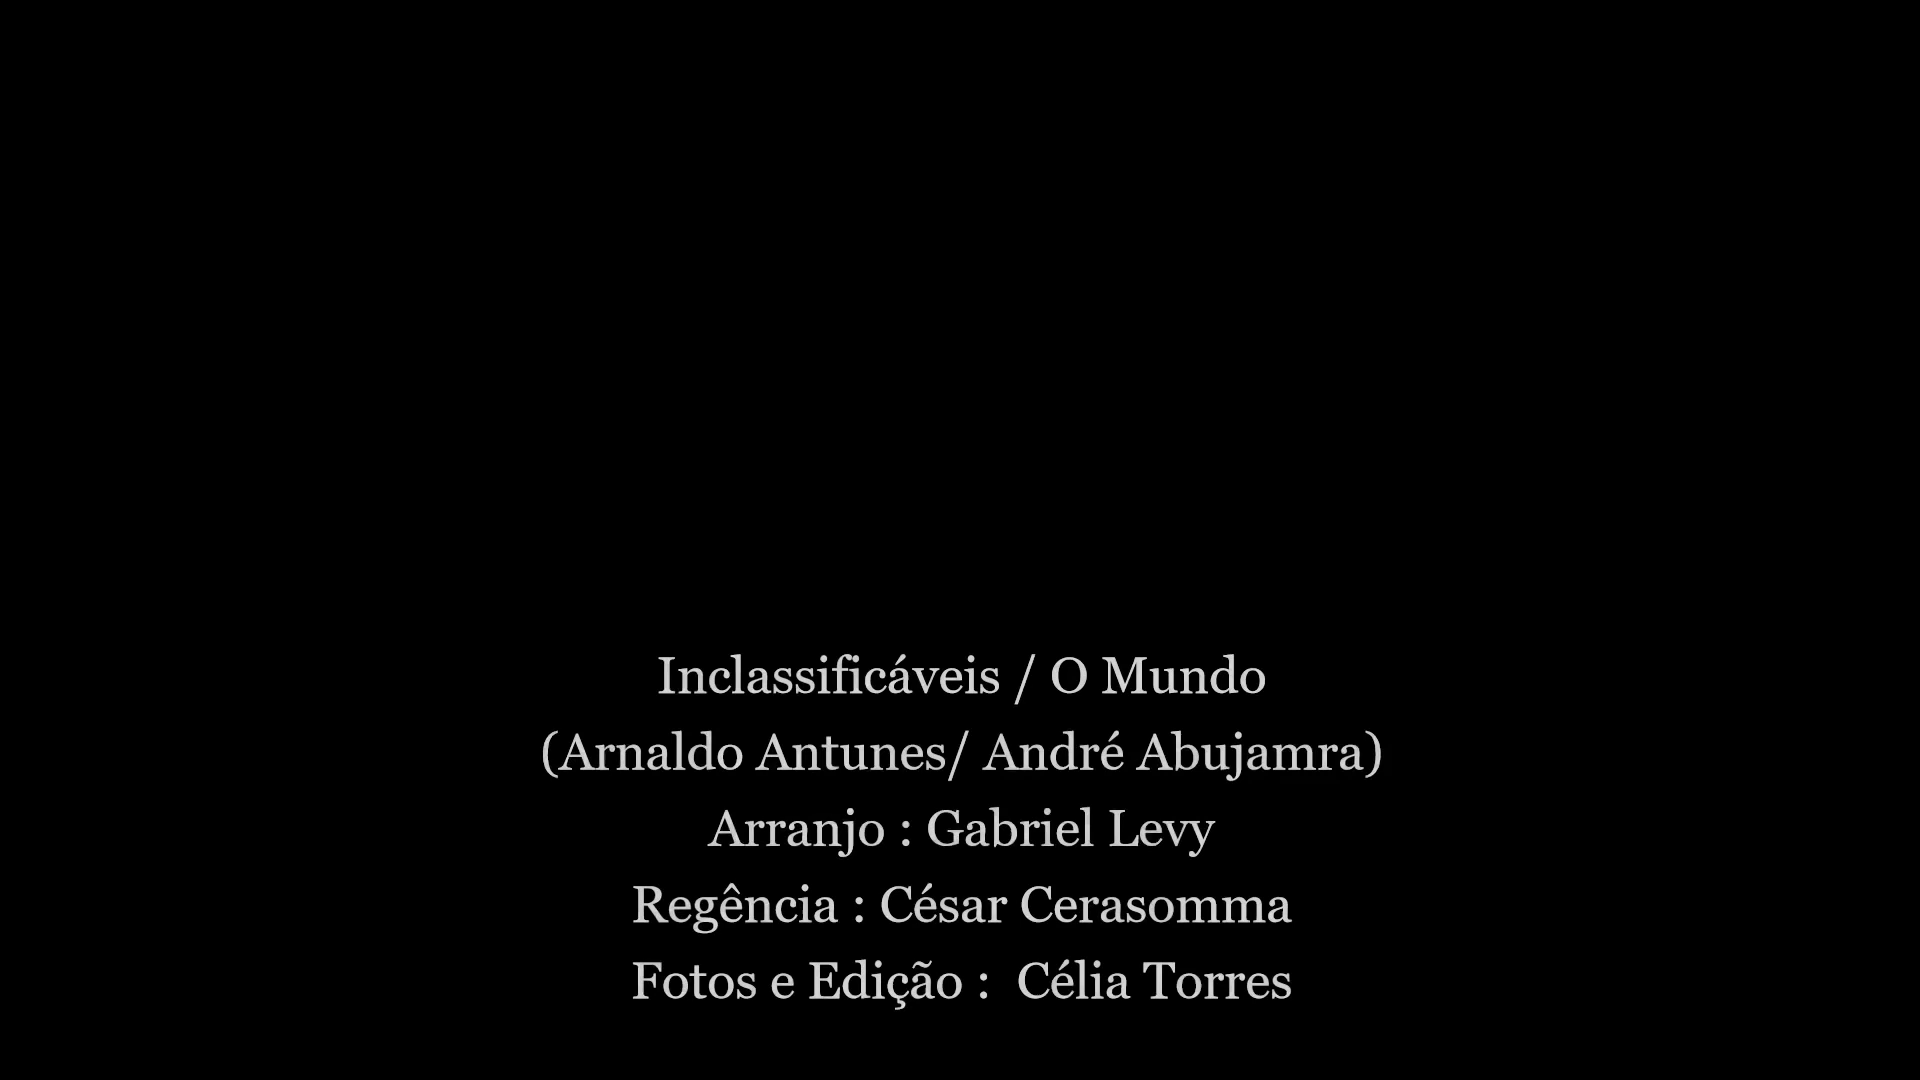 Inclassificáveis / O Mundo
(Arnaldo Antunes/ André Abujamra)
Arranjo : Gabriel Levy
Regência : César Cerasomma
Fotos e Edição :  Célia Torres